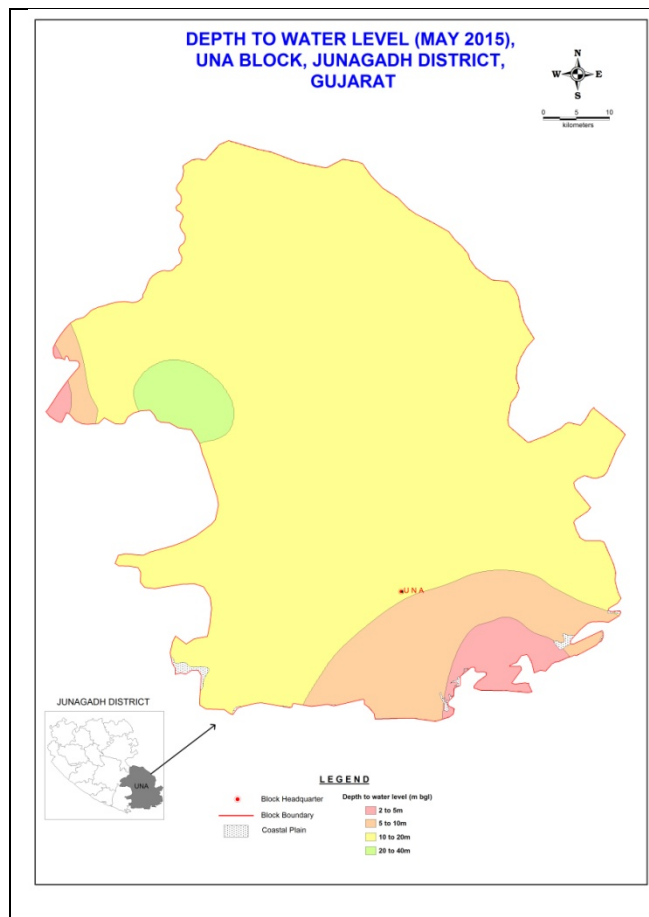 DEPTH TO WATER LEVEL (MAY 2015),
UNA BLOCK, JUNAGADH DISTRICT,
GUJARAT
N
W E
S
0 5 10
kilometers
UNA
JUNAGADH DISTRICT
UNA
LEGEND
Block Headquarter
Block Boundary
Coastal Plain
Depth to water level (m bgl)
2 to 5m
5 to 10m
10 to 20m
20 to 40m